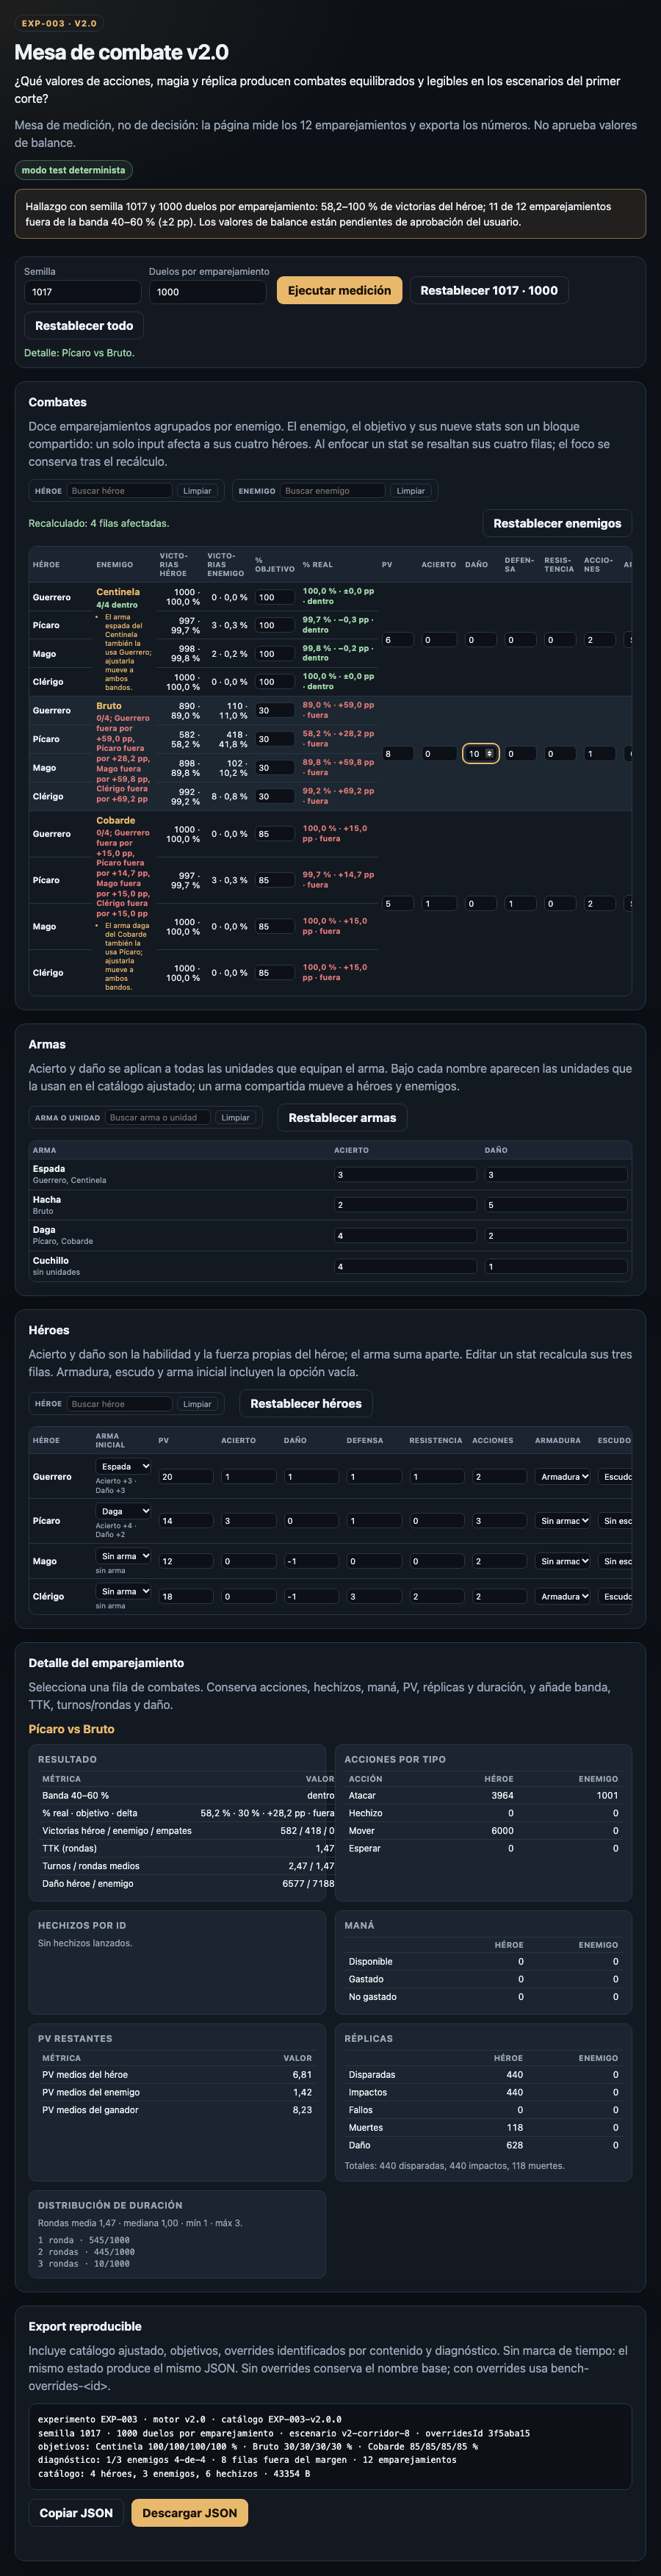 EXP-003 · V2.0
Mesa de combate v2.0
¿Qué valores de acciones, magia y réplica producen combates equilibrados y legibles en los escenarios del primer
corte?
Mesa de medición, no de decisión: la página mide los 12 emparejamientos y exporta los números. No aprueba valores
de balance.
modo test determinista
Hallazgo con semilla 1017 y 1000 duelos por emparejamiento: 58,2–100 % de victorias del héroe; 11 de 12 emparejamientos
fuera de la banda 40–60 % (±2 pp). Los valores de balance están pendientes de aprobación del usuario.
Semilla Duelos por emparejamiento
1017 1000 Ejecutar medición Restablecer 1017 · 1000
Restablecer todo
Detalle: Pícaro vs Bruto.
Combates
Doce emparejamientos agrupados por enemigo. El enemigo, el objetivo y sus nueve stats son un bloque
compartido: un solo input afecta a sus cuatro héroes. Al enfocar un stat se resaltan sus cuatro filas; el foco se
conserva tras el recálculo.
HÉROE Buscar héroe Limpiar ENEMIGO Buscar enemigo Limpiar
Recalculado: 4 filas afectadas. Restablecer enemigos
HÉROE ENEMIGO VICTO-RIAS HÉROE VICTO-RIAS ENEMIGO % OBJETIVO % REAL PV ACIERTO DAÑO DEFEN-SA RESIS-TENCIA ACCIO-NES
Guerrero Centinela 1000 · 100,0 % 0 · 0,0 % 100 100,0 % · ±0,0 pp · dentro
4/4 dentro
Pícaro 997 · 99,7 % 3 · 0,3 % 100 99,7 % · −0,3 pp · dentro
El arma espada del Centinela también la usa Guerrero; ajustarla mueve a ambos bandos.
6 0 0 0 0 2
Mago 998 · 99,8 % 2 · 0,2 % 100 99,8 % · −0,2 pp · dentro
Clérigo 1000 · 100,0 % 0 · 0,0 % 100 100,0 % · ±0,0 pp · dentro
Guerrero Bruto 890 · 89,0 % 110 · 11,0 % 30 89,0 % · +59,0 pp · fuera
0/4; Guerrero fuera por +59,0 pp, Pícaro fuera por +28,2 pp, Mago fuera por +59,8 pp, Clérigo fuera por +69,2 pp
Pícaro 582 · 58,2 % 418 · 41,8 % 30 58,2 % · +28,2 pp · fuera
8 0 10 0 0 1
Mago 898 · 89,8 % 102 · 10,2 % 30 89,8 % · +59,8 pp · fuera
Clérigo 992 · 99,2 % 8 · 0,8 % 30 99,2 % · +69,2 pp · fuera
Guerrero Cobarde 1000 · 100,0 % 0 · 0,0 % 85 100,0 % · +15,0 pp · fuera
0/4; Guerrero fuera por +15,0 pp, Pícaro fuera por +14,7 pp, Mago fuera por +15,0 pp, Clérigo fuera por +15,0 pp
Pícaro 997 · 99,7 % 3 · 0,3 % 85 99,7 % · +14,7 pp · fuera
5 1 0 1 0 2
Mago 1000 · 100,0 % 0 · 0,0 % 85 100,0 % · +15,0 pp · fuera
El arma daga del Cobarde también la usa Pícaro; ajustarla mueve a ambos bandos.
Clérigo 1000 · 100,0 % 0 · 0,0 % 85 100,0 % · +15,0 pp · fuera
Armas
Acierto y daño se aplican a todas las unidades que equipan el arma. Bajo cada nombre aparecen las unidades que
la usan en el catálogo ajustado; un arma compartida mueve a héroes y enemigos.
ARMA O UNIDAD Buscar arma o unidad Limpiar Restablecer armas
ARMA ACIERTO DAÑO
Espada 3 3
Guerrero, Centinela
Hacha 2 5
Bruto
Daga 4 2
Pícaro, Cobarde
Cuchillo 4 1
sin unidades
Héroes
Acierto y daño son la habilidad y la fuerza propias del héroe; el arma suma aparte. Editar un stat recalcula sus tres
filas. Armadura, escudo y arma inicial incluyen la opción vacía.
HÉROE Buscar héroe Limpiar Restablecer héroes
HÉROE ARMA INICIAL PV ACIERTO DAÑO DEFENSA RESISTENCIA ACCIONES ARMADURA ESCUDO
Guerrero Espada 20 1 1 1 1 2 Armadura Escudo
Acierto +3 · Daño +3
Pícaro Daga 14 3 0 1 0 3 Sin armac Sin esc
Acierto +4 · Daño +2
Mago Sin arma 12 0 -1 0 0 2 Sin armac Sin esc
sin arma
Clérigo Sin arma 18 0 -1 3 2 2 Armadura Escudo
sin arma
Detalle del emparejamiento
Selecciona una fila de combates. Conserva acciones, hechizos, maná, PV, réplicas y duración, y añade banda,
TTK, turnos/rondas y daño.
Pícaro vs Bruto
RESULTADO
MÉTRICA VALOR
Banda 40–60 % dentro
% real · objetivo · delta 58,2 % · 30 % · +28,2 pp · fuera
Victorias héroe / enemigo / empates 582 / 418 / 0
TTK (rondas) 1,47
Turnos / rondas medios 2,47 / 1,47
Daño héroe / enemigo 6577 / 7188
ACCIONES POR TIPO
ACCIÓN HÉROE ENEMIGO
Atacar 3964 1001
Hechizo 0 0
Mover 6000 0
Esperar 0 0
HECHIZOS POR ID
Sin hechizos lanzados.
MANÁ
HÉROE ENEMIGO
Disponible 0 0
Gastado 0 0
No gastado 0 0
PV RESTANTES
MÉTRICA VALOR
PV medios del héroe 6,81
PV medios del enemigo 1,42
PV medios del ganador 8,23
RÉPLICAS
HÉROE ENEMIGO
Disparadas 440 0
Impactos 440 0
Fallos 0 0
Muertes 118 0
Daño 628 0
Totales: 440 disparadas, 440 impactos, 118 muertes.
DISTRIBUCIÓN DE DURACIÓN
Rondas media 1,47 · mediana 1,00 · mín 1 · máx 3.
1 ronda · 545/1000
2 rondas · 445/1000
3 rondas · 10/1000
Export reproducible
Incluye catálogo ajustado, objetivos, overrides identificados por contenido y diagnóstico. Sin marca de tiempo: el
mismo estado produce el mismo JSON. Sin overrides conserva el nombre base; con overrides usa bench-
overrides-<id>.
experimento EXP-003 · motor v2.0 · catálogo EXP-003-v2.0.0
semilla 1017 · 1000 duelos por emparejamiento · escenario v2-corridor-8 · overridesId 3f5aba15
objetivos: Centinela 100/100/100/100 % · Bruto 30/30/30/30 % · Cobarde 85/85/85/85 %
diagnóstico: 1/3 enemigos 4-de-4 · 8 filas fuera del margen · 12 emparejamientos
catálogo: 4 héroes, 3 enemigos, 6 hechizos · 43354 B
Copiar JSON Descargar JSON